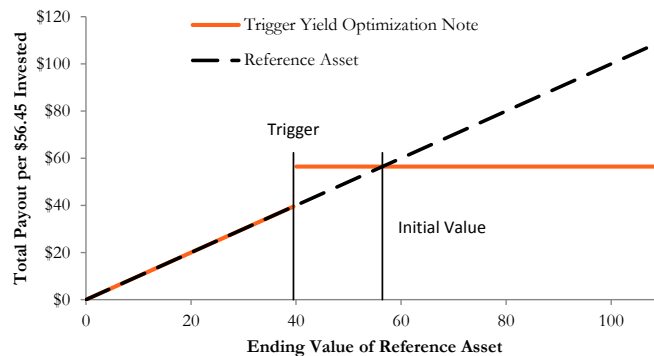 Total Payout per $56.45 Invested
$120
$100
$80
$60
$40
$20
$0
Trigger Yield Optimization Note
Reference Asset
Trigger
Initial Value
0
20
40
60
80
100
Ending Value of Reference Asset